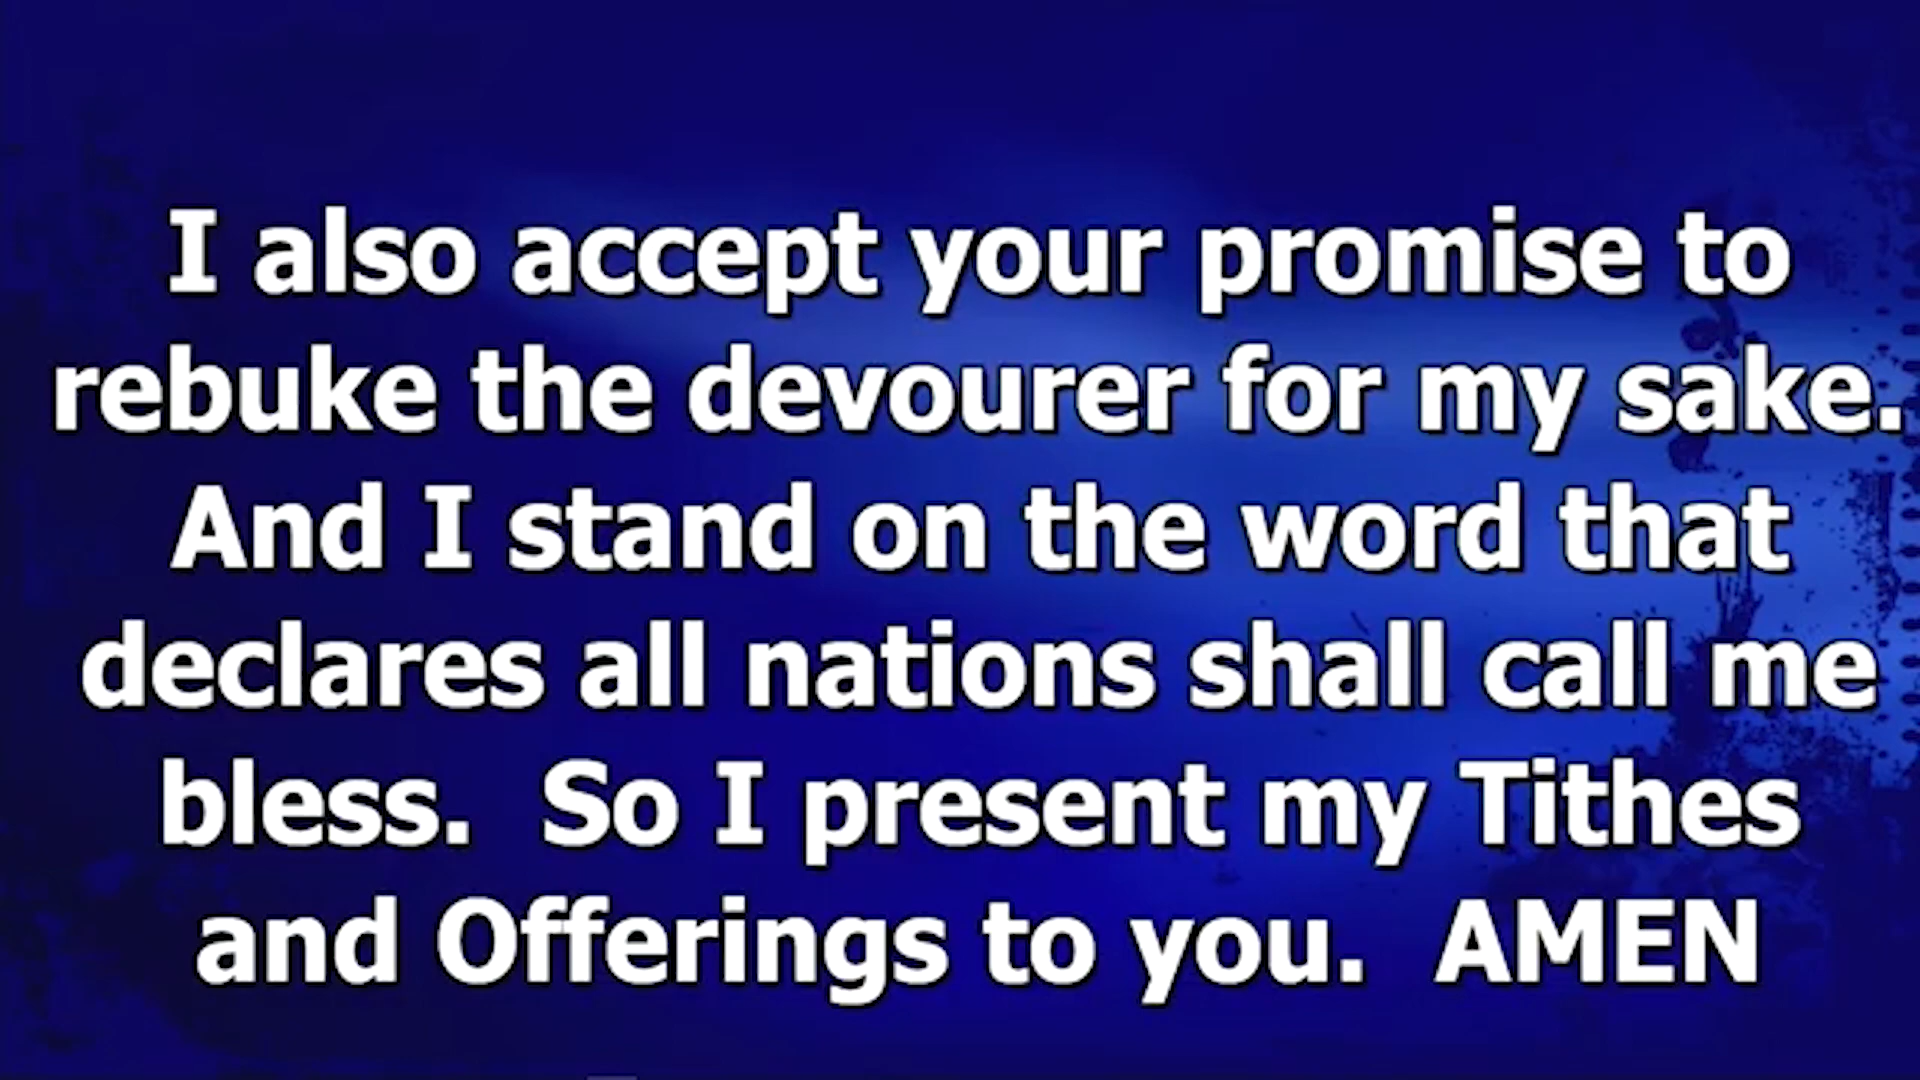 I also accept your promise to
rebuke the devourer for my sake.
And I stand on the word that
declares all nations shall call me
bless.  So I present my Tithes
and Offerings to you.  AMEN